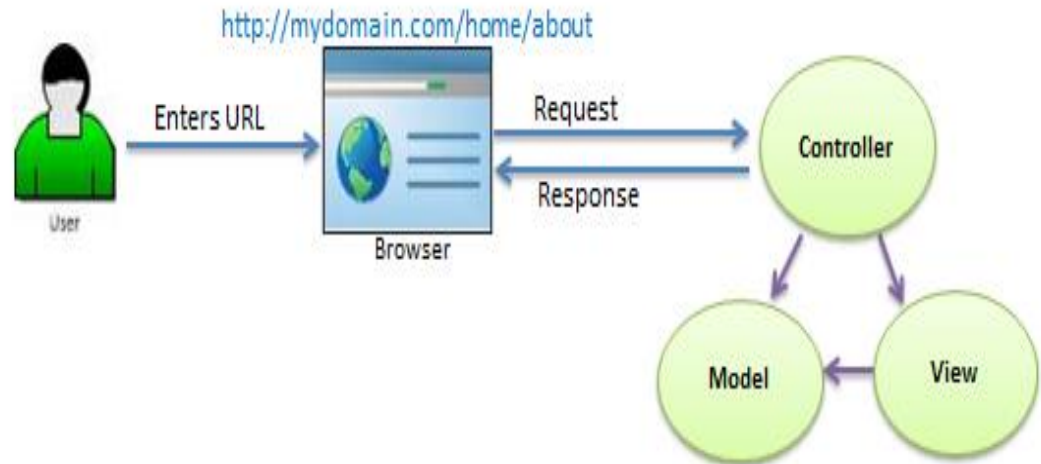 http://mydomain.com/home/about
Enters URL
Request
Controller
Response
User
Browser
Model
View